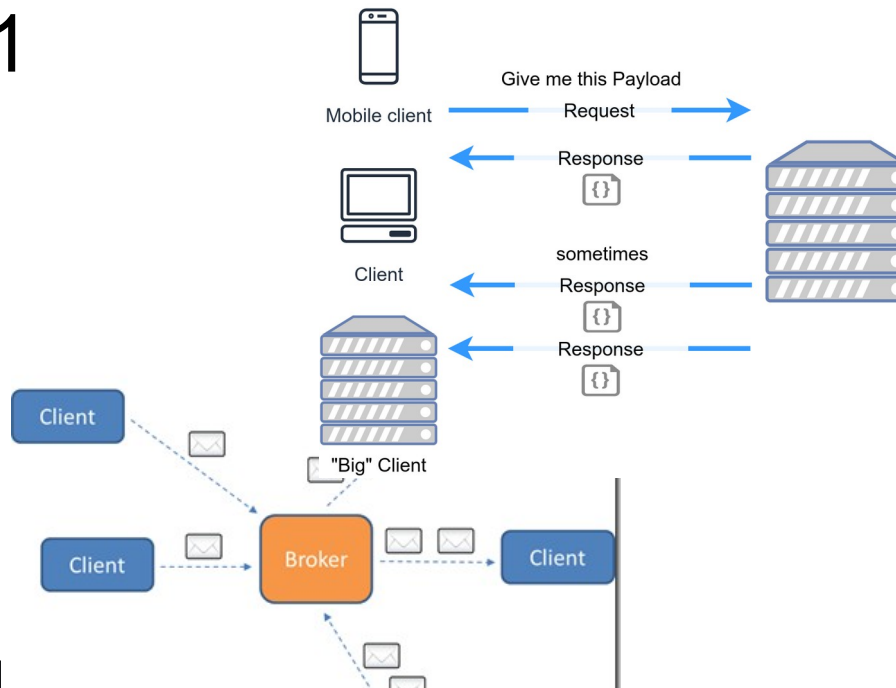 1
Give me this Payload
Mobile client
Request
Response
{}
sometimes
Client
Response
{}
Response
{}
Client
"Big" Client
Broker
Client
Client